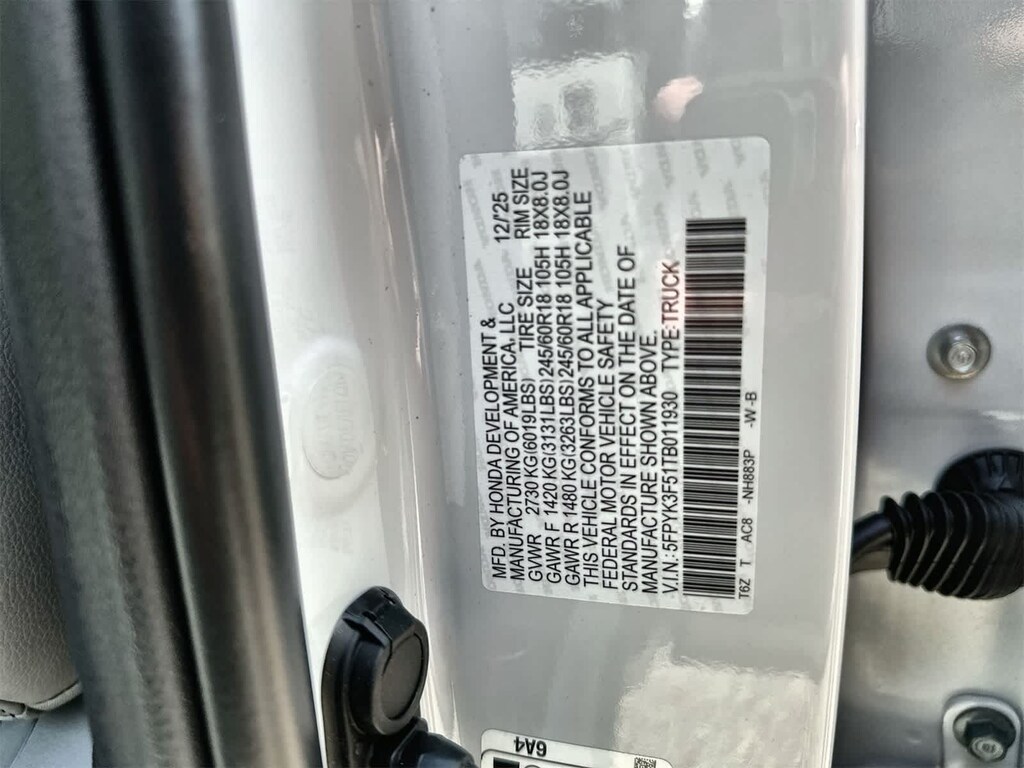 MFD. BY HONDA DEVELOPMENT &
MANUFACTURING OF AMERICA, LLC 12/'25
GVWR 2730 KG(6019LBS) TIRE SIZE RIM SIZE
GAWR F 1420 KG(3131LBS)245/60R18 105H 18X8.0J
GAWR R 1480 KG(3263LBS)245/60R18 105H 18X8.0J
THIS VEHICLE CONFORMS TO ALL APPLICABLE
FEDERAL MOTOR VEHICLE SAFETY
STANDARDS IN EFFECT ON THE DATE OF
MANUFACTURE SHOWN ABOVE.
V.I.N.:5FPYK3F51TB011930 TYPE:TRUCK
T6Z T AC8 -NH883P -W -B
6A4